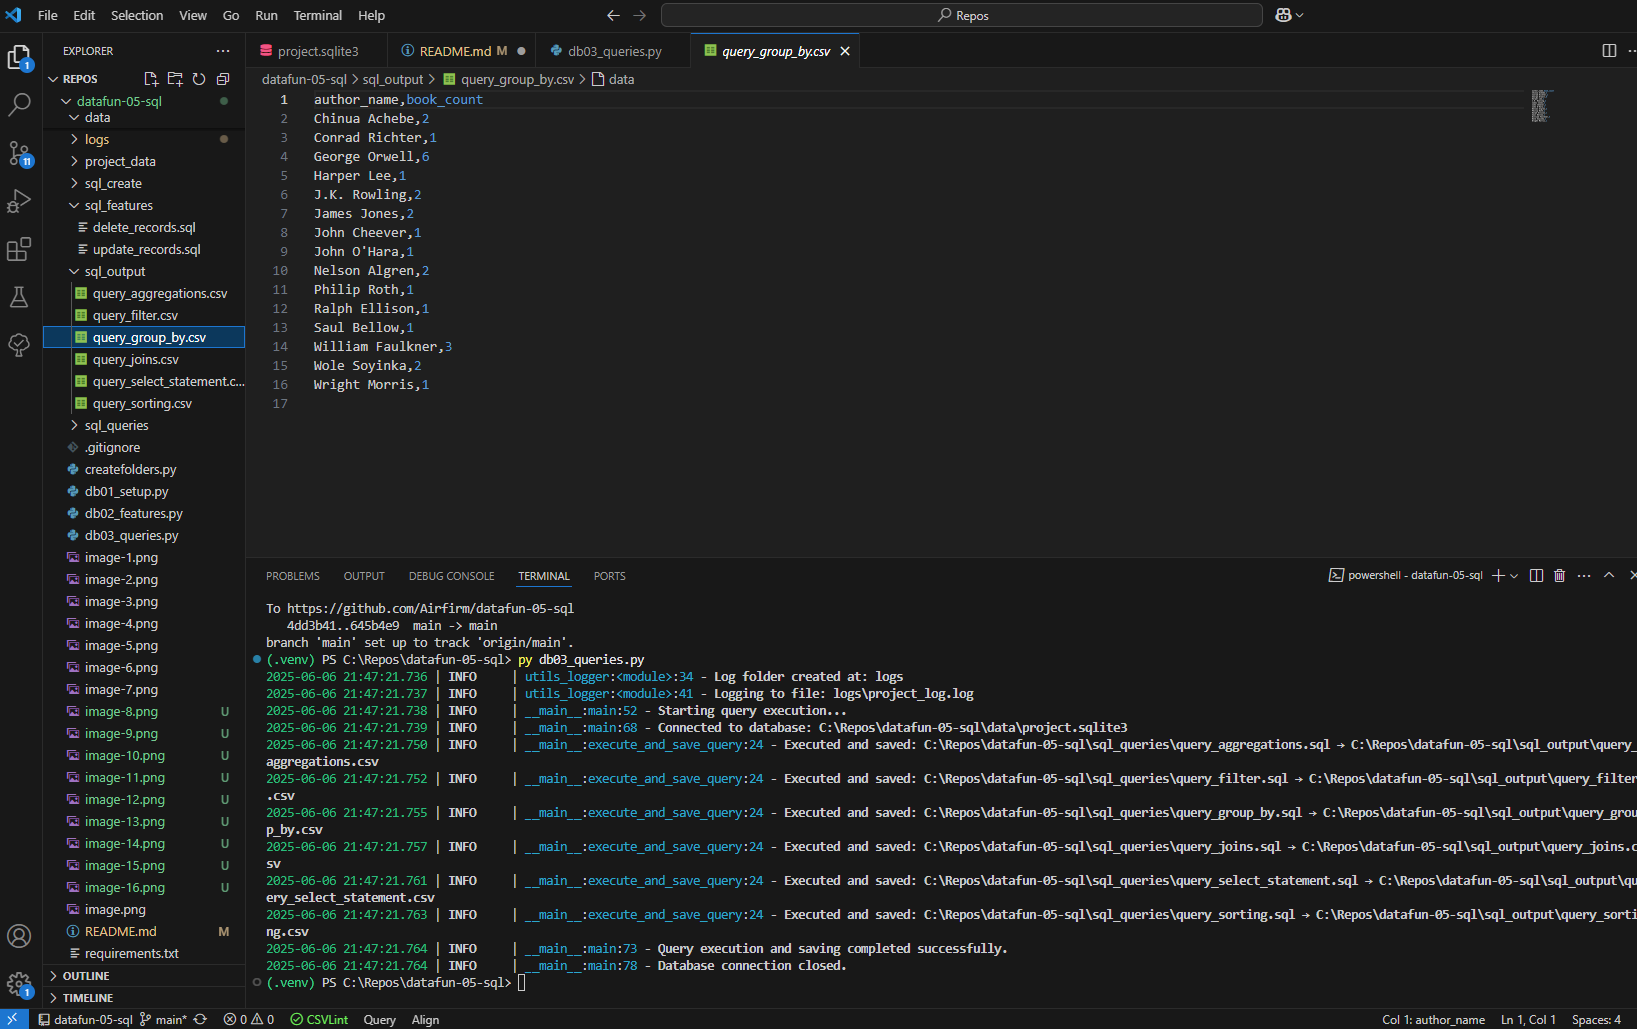 File Edit Selection View Go Run Terminal Help
Repos
EXPLORER
REPOS
datafun-05-sql
data
logs
project_data
sql_create
sql_features
delete_records.sql
update_records.sql
sql_output
query_aggregations.csv
query_filter.csv
query_group_by.csv
query_joins.csv
query_select_statement.c...
query_sorting.csv
sql_queries
.gitignore
createfolders.py
db01_setup.py
db02_features.py
db03_queries.py
image-1.png
image-2.png
image-3.png
image-4.png
image-5.png
image-6.png
image-7.png
image-8.png U
image-9.png U
image-10.png U
image-11.png U
image-12.png U
image-13.png U
image-14.png U
image-15.png U
image-16.png U
image.png
README.md M
requirements.txt
OUTLINE
TIMELINE
1
11
1
project.sqlite3
README.md M
db03_queries.py
query_group_by.csv
datafun-05-sql > sql_output > query_group_by.csv > data
1 author_name,book_count
2 Chinua Achebe,2
3 Conrad Richter,1
4 George Orwell,6
5 Harper Lee,1
6 J.K. Rowling,2
7 James Jones,2
8 John Cheever,1
9 John O'Hara,1
10 Nelson Algren,2
11 Philip Roth,1
12 Ralph Ellison,1
13 Saul Bellow,1
14 William Faulkner,3
15 Wole Soyinka,2
16 Wright Morris,1
17
PROBLEMS OUTPUT DEBUG CONSOLE TERMINAL PORTS
powershell - datafun-05-sql
To https://github.com/Airfirm/datafun-05-sql
4dd3b41..645b4e9 main -> main
branch 'main' set up to track 'origin/main'.
(.venv) PS C:\Repos\datafun-05-sql> py db03_queries.py
2025-06-06 21:47:21.736 | INFO | utils_logger:<module>:34 - Log folder created at: logs
2025-06-06 21:47:21.737 | INFO | utils_logger:<module>:41 - Logging to file: logs\project_log.log
2025-06-06 21:47:21.738 | INFO | __main__:main:52 - Starting query execution...
2025-06-06 21:47:21.739 | INFO | __main__:main:68 - Connected to database: C:\Repos\datafun-05-sql\data\project.sqlite3
2025-06-06 21:47:21.750 | INFO | __main__:execute_and_save_query:24 - Executed and saved: C:\Repos\datafun-05-sql\sql_queries\query_aggregations.sql → C:\Repos\datafun-05-sql\sql_output\query_
aggregations.csv
2025-06-06 21:47:21.752 | INFO | __main__:execute_and_save_query:24 - Executed and saved: C:\Repos\datafun-05-sql\sql_queries\query_filter.sql → C:\Repos\datafun-05-sql\sql_output\query_filter
.csv
2025-06-06 21:47:21.755 | INFO | __main__:execute_and_save_query:24 - Executed and saved: C:\Repos\datafun-05-sql\sql_queries\query_group_by.sql → C:\Repos\datafun-05-sql\sql_output\query_grou
p_by.csv
2025-06-06 21:47:21.757 | INFO | __main__:execute_and_save_query:24 - Executed and saved: C:\Repos\datafun-05-sql\sql_queries\query_joins.sql → C:\Repos\datafun-05-sql\sql_output\query_joins.c
sv
2025-06-06 21:47:21.761 | INFO | __main__:execute_and_save_query:24 - Executed and saved: C:\Repos\datafun-05-sql\sql_queries\query_select_statement.sql → C:\Repos\datafun-05-sql\sql_output\qu
ery_select_statement.csv
2025-06-06 21:47:21.763 | INFO | __main__:execute_and_save_query:24 - Executed and saved: C:\Repos\datafun-05-sql\sql_queries\query_sorting.sql → C:\Repos\datafun-05-sql\sql_output\query_sorti
ng.csv
2025-06-06 21:47:21.764 | INFO | __main__:main:73 - Query execution and saving completed successfully.
2025-06-06 21:47:21.764 | INFO | __main__:main:78 - Database connection closed.
(.venv) PS C:\Repos\datafun-05-sql>
datafun-05-sql main* 0 0 CSVLint Query Align Col 1: author_name Ln 1, Col 1 Spaces: 4